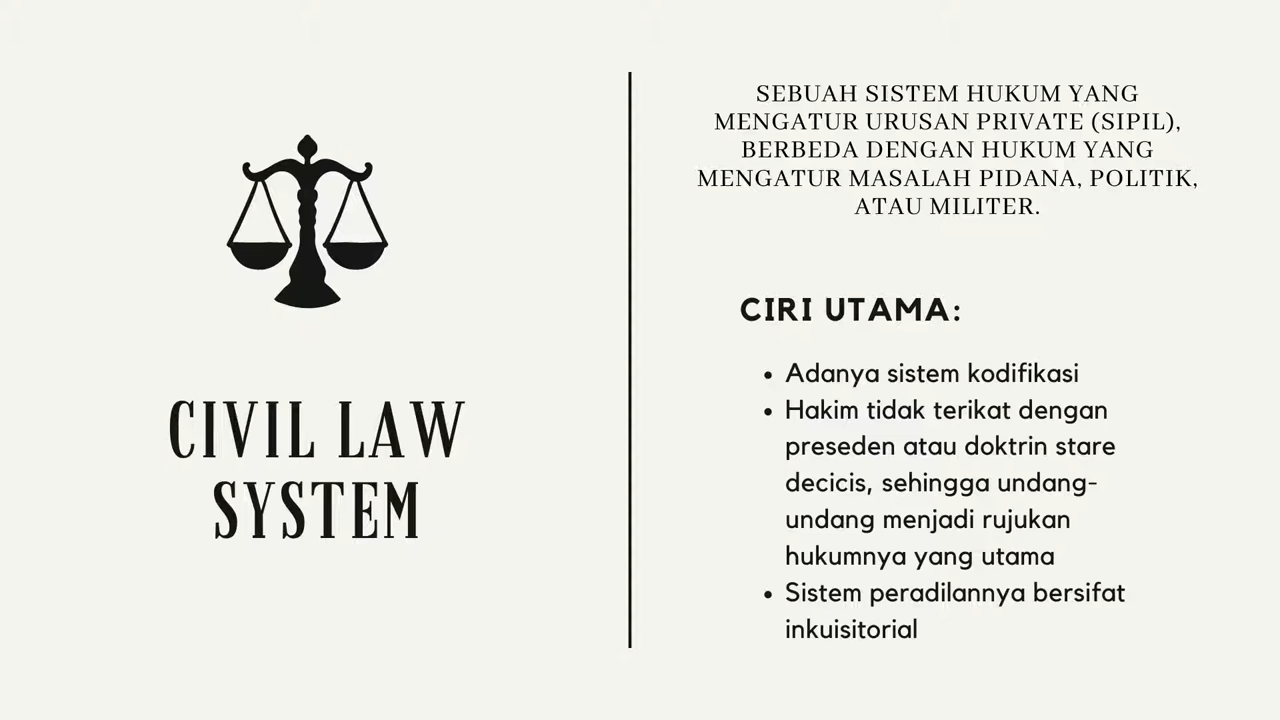 CIVIL LAW
SYSTEM
SEBUAH SISTEM HUKUM YANG
MENGATUR URUSAN PRIVATE (SIPIL),
BERBEDA DENGAN HUKUM YANG
MENGATUR MASALAH PIDANA, POLITIK,
ATAU MILITER.
CIRI UTAMA:
• Adanya sistem kodifikasi
• Hakim tidak terikat dengan
preseden atau doktrin stare
decicis, sehingga undang-
undang menjadi rujukan
hukumnya yang utama
• Sistem peradilannya bersifat
inkuisitorial